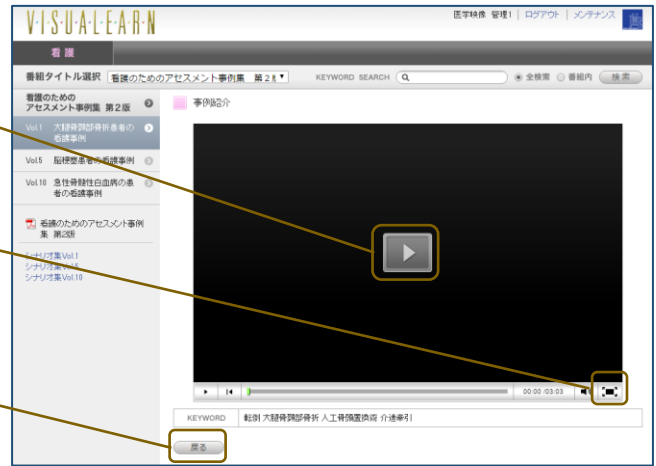 V·I·S·U·A·L·E·A·R·N
医学映像 管理1 | ログアウト | メンテナンス
看護
番組タイトル選択 看護のためのアセスメント事例集 第2
KEYWORD SEARCH 全検索 番組内 検索
看護のための
アセスメント事例集 第2版
Vol.1 大腿骨頸部骨折患者の
看護事例
Vol.5 脳梗塞患者の看護事例
Vol.10 急性骨髄性白血病の患
者の看護事例
看護のためのアセスメント事例
集 第2版
シナリオ集Vol.1
シナリオ集Vol.5
シナリオ集Vol.10
事例紹介
00:00 /03:03
KEYWORD 転倒 大腿骨頸部骨折 人工骨頭置換術 介達牽引
戻る